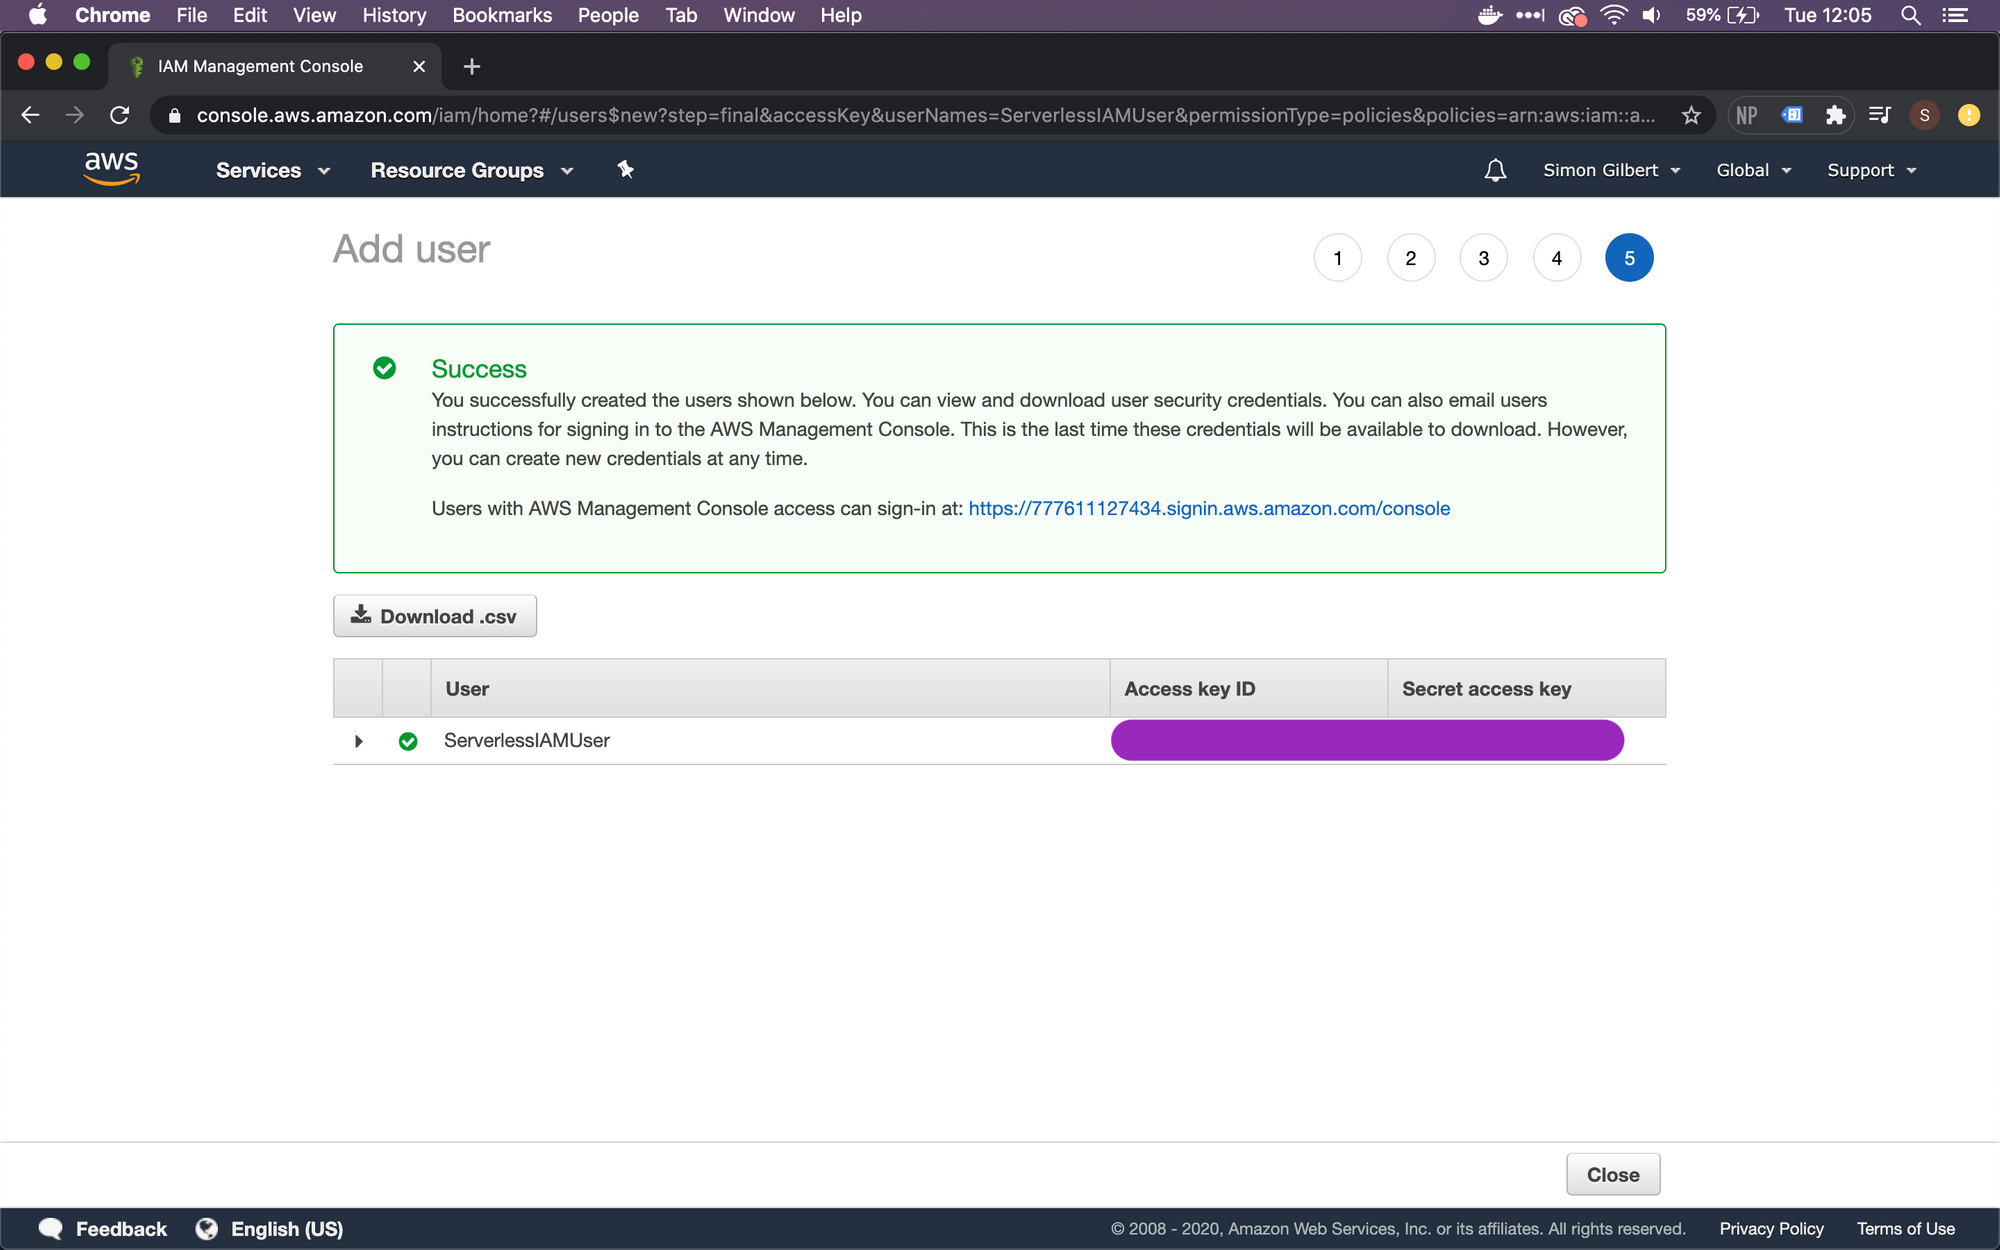 Chrome File Edit View History Bookmarks People Tab Window Help 59% Tue 12:05
IAM Management Console
console.aws.amazon.com/iam/home?#/users$new?step=final&accessKey&userNames=ServerlessIAMUser&permissionType=policies&policies=arn:aws:iam::a... NP S
aws Services Resource Groups Simon Gilbert Global Support
Add user 1 2 3 4 5
Success
You successfully created the users shown below. You can view and download user security credentials. You can also email users
instructions for signing in to the AWS Management Console. This is the last time these credentials will be available to download. However,
you can create new credentials at any time.
Users with AWS Management Console access can sign-in at: https://777611127434.signin.aws.amazon.com/console
Download .csv
User Access key ID Secret access key
ServerlessIAMUser
Close
Feedback English (US) © 2008 - 2020, Amazon Web Services, Inc. or its affiliates. All rights reserved. Privacy Policy Terms of Use